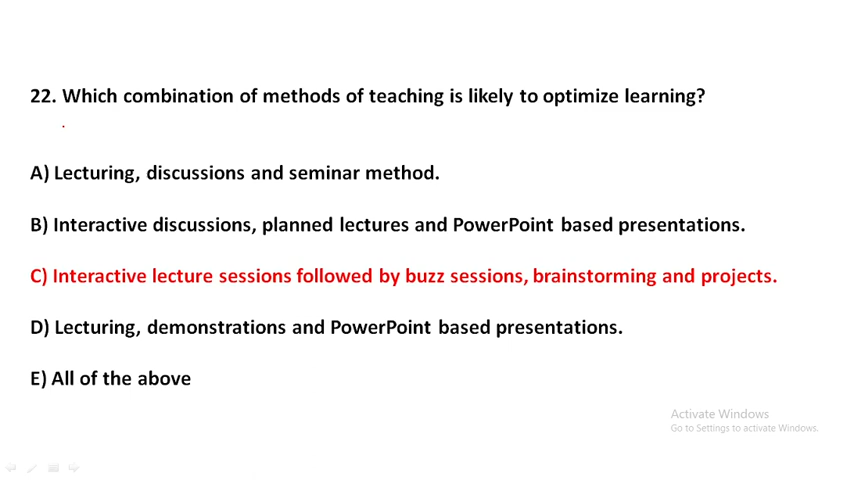 22. Which combination of methods of teaching is likely to optimize learning?
A) Lecturing, discussions and seminar method.
B) Interactive discussions, planned lectures and PowerPoint based presentations.
C) Interactive lecture sessions followed by buzz sessions, brainstorming and projects.
D) Lecturing, demonstrations and PowerPoint based presentations.
E) All of the above
Activate Windows
Go to Settings to activate Windows.